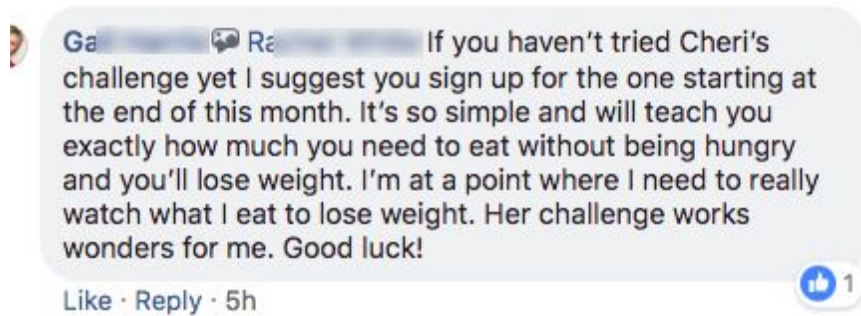 If you haven't tried Cheri's
challenge yet I suggest you sign up for the one starting at
the end of this month. It's so simple and will teach you
exactly how much you need to eat without being hungry
and you'll lose weight. I'm at a point where I need to really
watch what I eat to lose weight. Her challenge works
wonders for me. Good luck!
1
Like · Reply · 5h